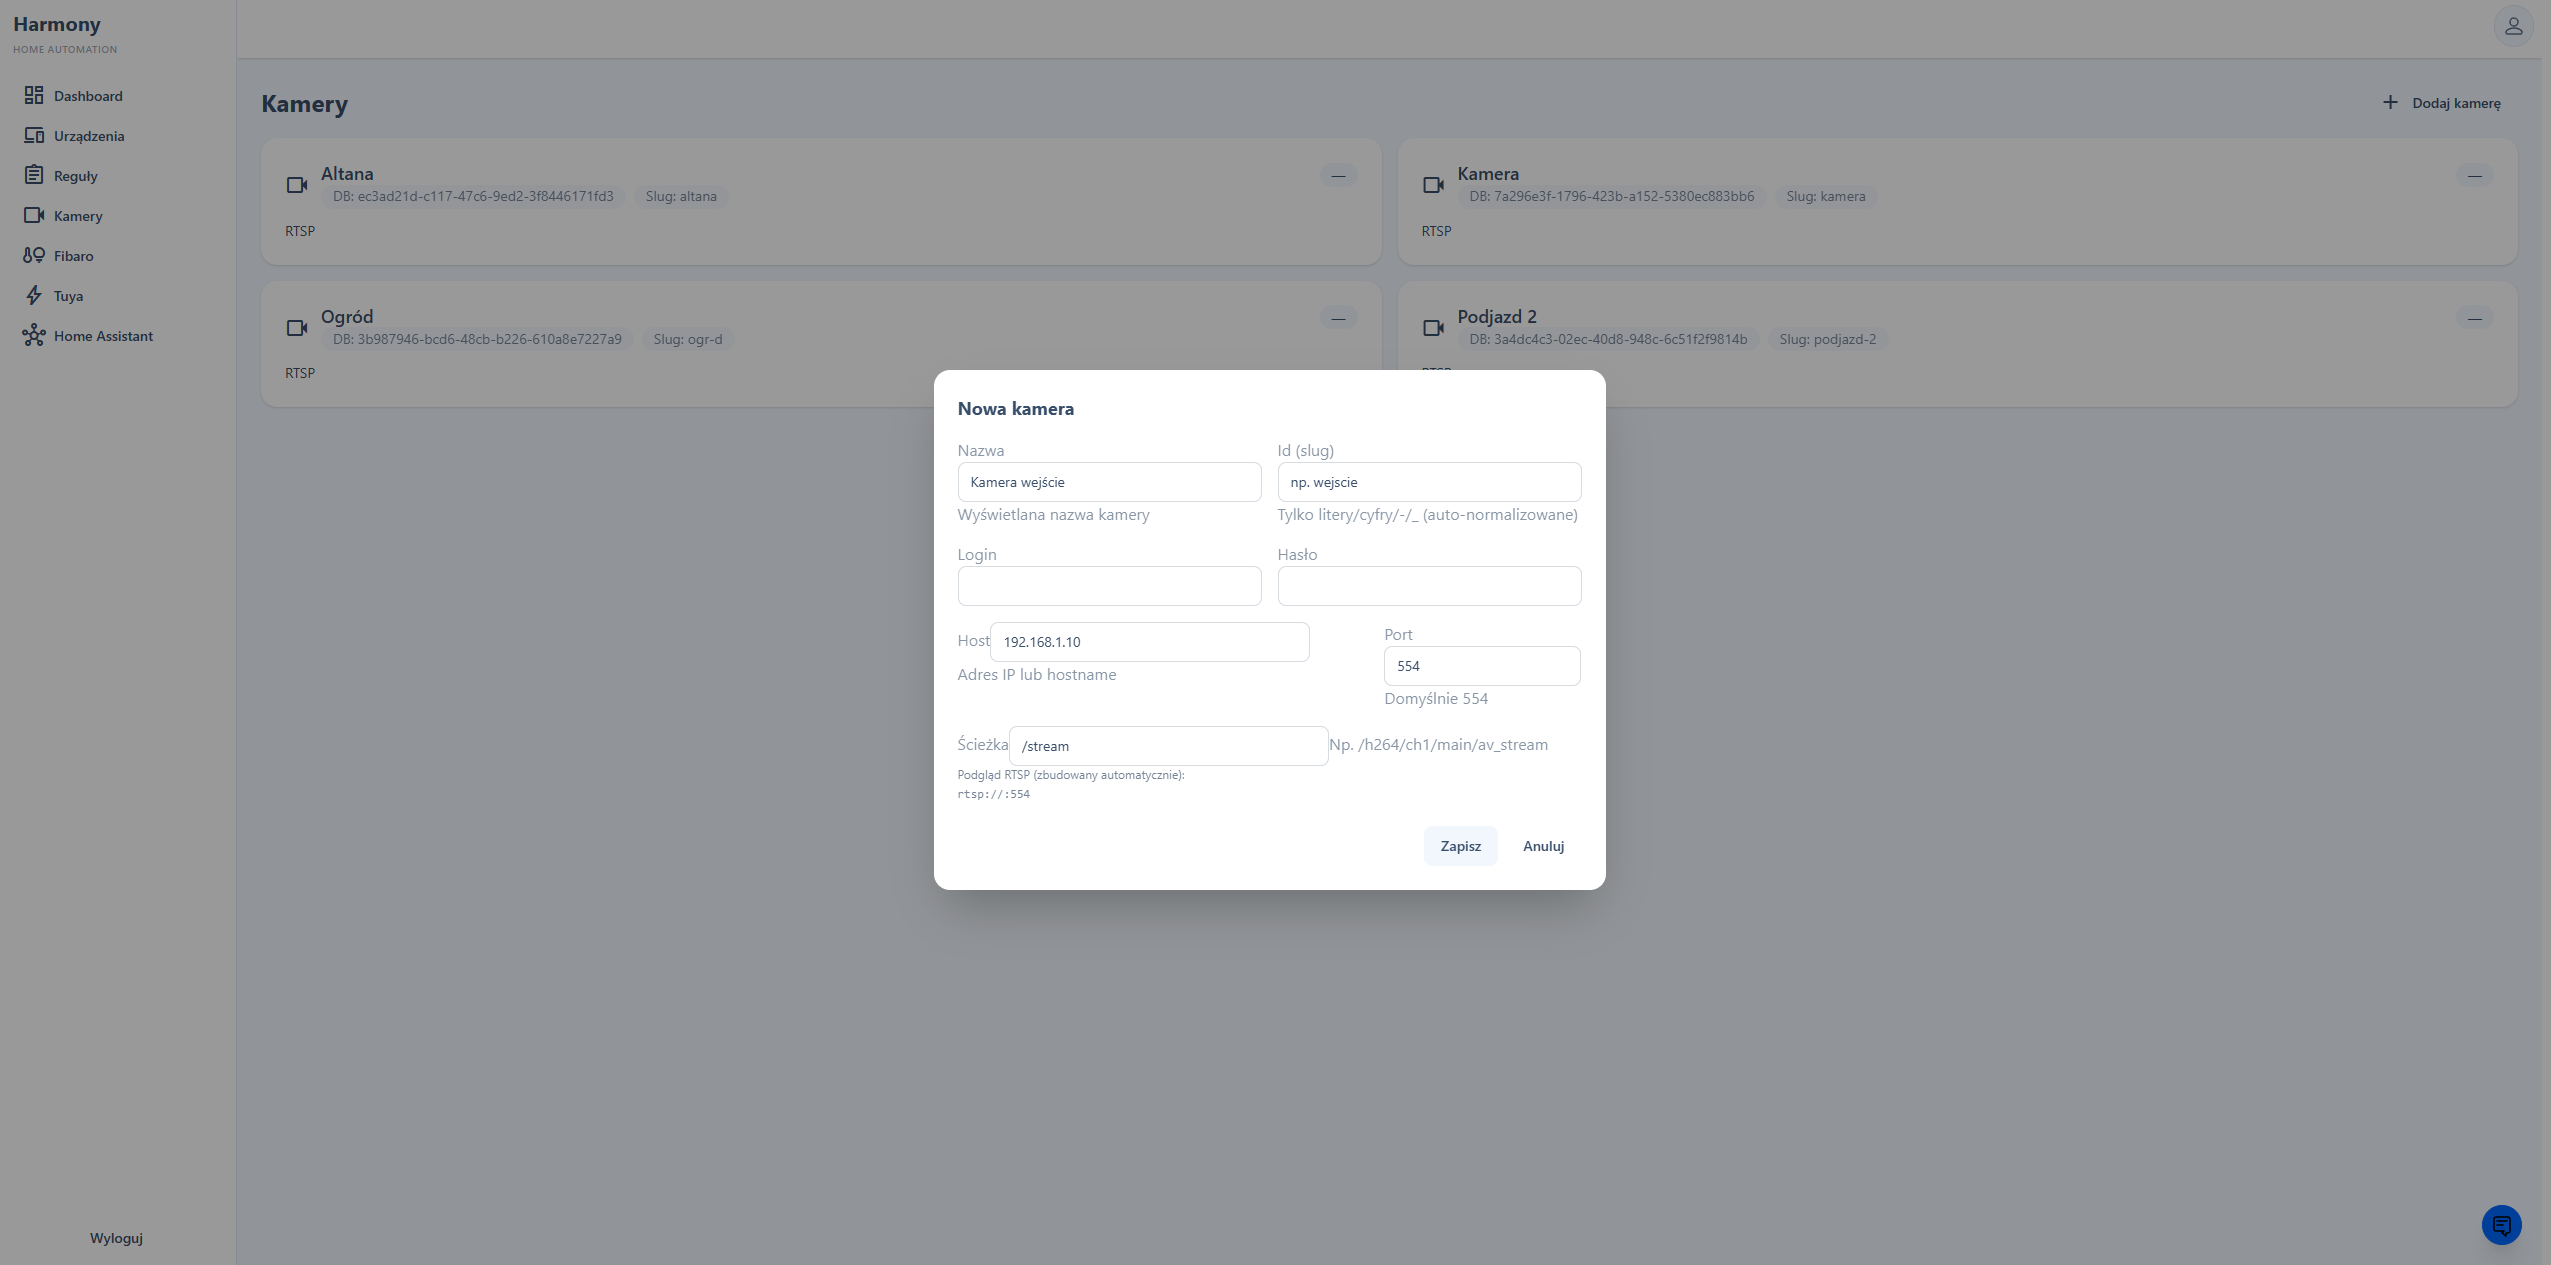 Harmony
HOME AUTOMATION
Dashboard
Urządzenia
Reguły
Kamery
Fibaro
Tuya
Home Assistant
Wyloguj
Kamery
Dodaj kamerę
Altana
DB: ec3ad21d-c117-47c6-9ed2-3f8446171fd3 Slug: altana
—
RTSP
Kamera
DB: 7a296e3f-1796-423b-a152-5380ec883bb6 Slug: kamera
—
RTSP
Ogród
DB: 3b987946-bcd6-48cb-b226-610a8e7227a9 Slug: ogr-d
—
RTSP
Podjazd 2
DB: 3a4dc4c3-02ec-40d8-948c-6c51f2f9814b Slug: podjazd-2
—
Nowa kamera
Nazwa
Kamera wejście
Wyświetlana nazwa kamery
Id (slug)
np. wejscie
Tylko litery/cyfry/-/_ (auto-normalizowane)
Login
Hasło
Host 192.168.1.10
Adres IP lub hostname
Port
554
Domyślnie 554
Ścieżka /stream Np. /h264/ch1/main/av_stream
Podgląd RTSP (zbudowany automatycznie):
rtsp://:554
Zapisz
Anuluj